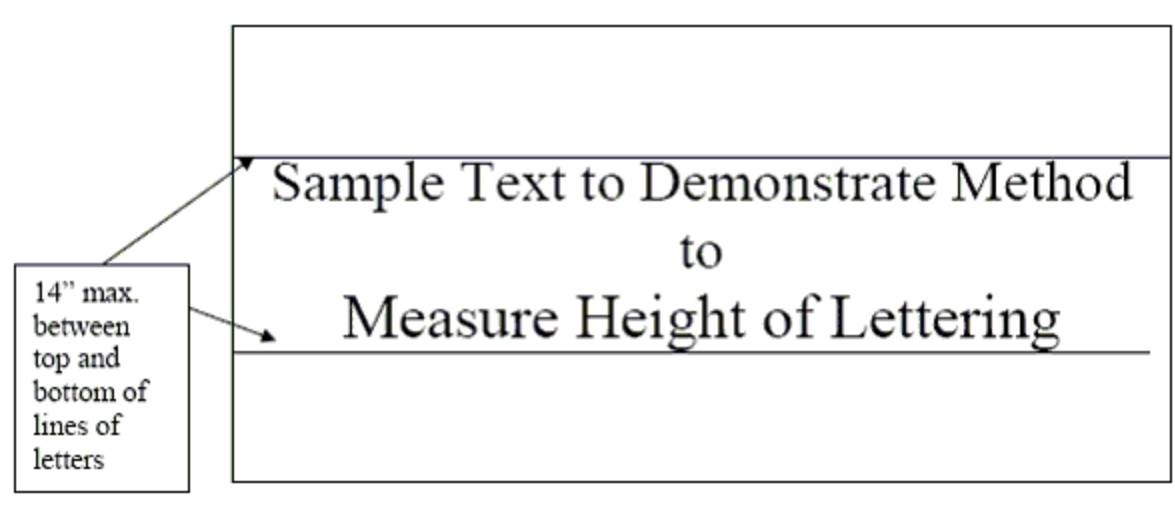 Sample Text to Demonstrate Method
to
Measure Height of Lettering
14” max.
between
top and
bottom of
lines of
letters